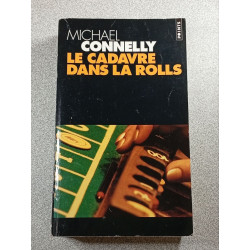 POINTS
MICHAEL
CONNELLY
LE CADAVRE
DANS LA ROLLS